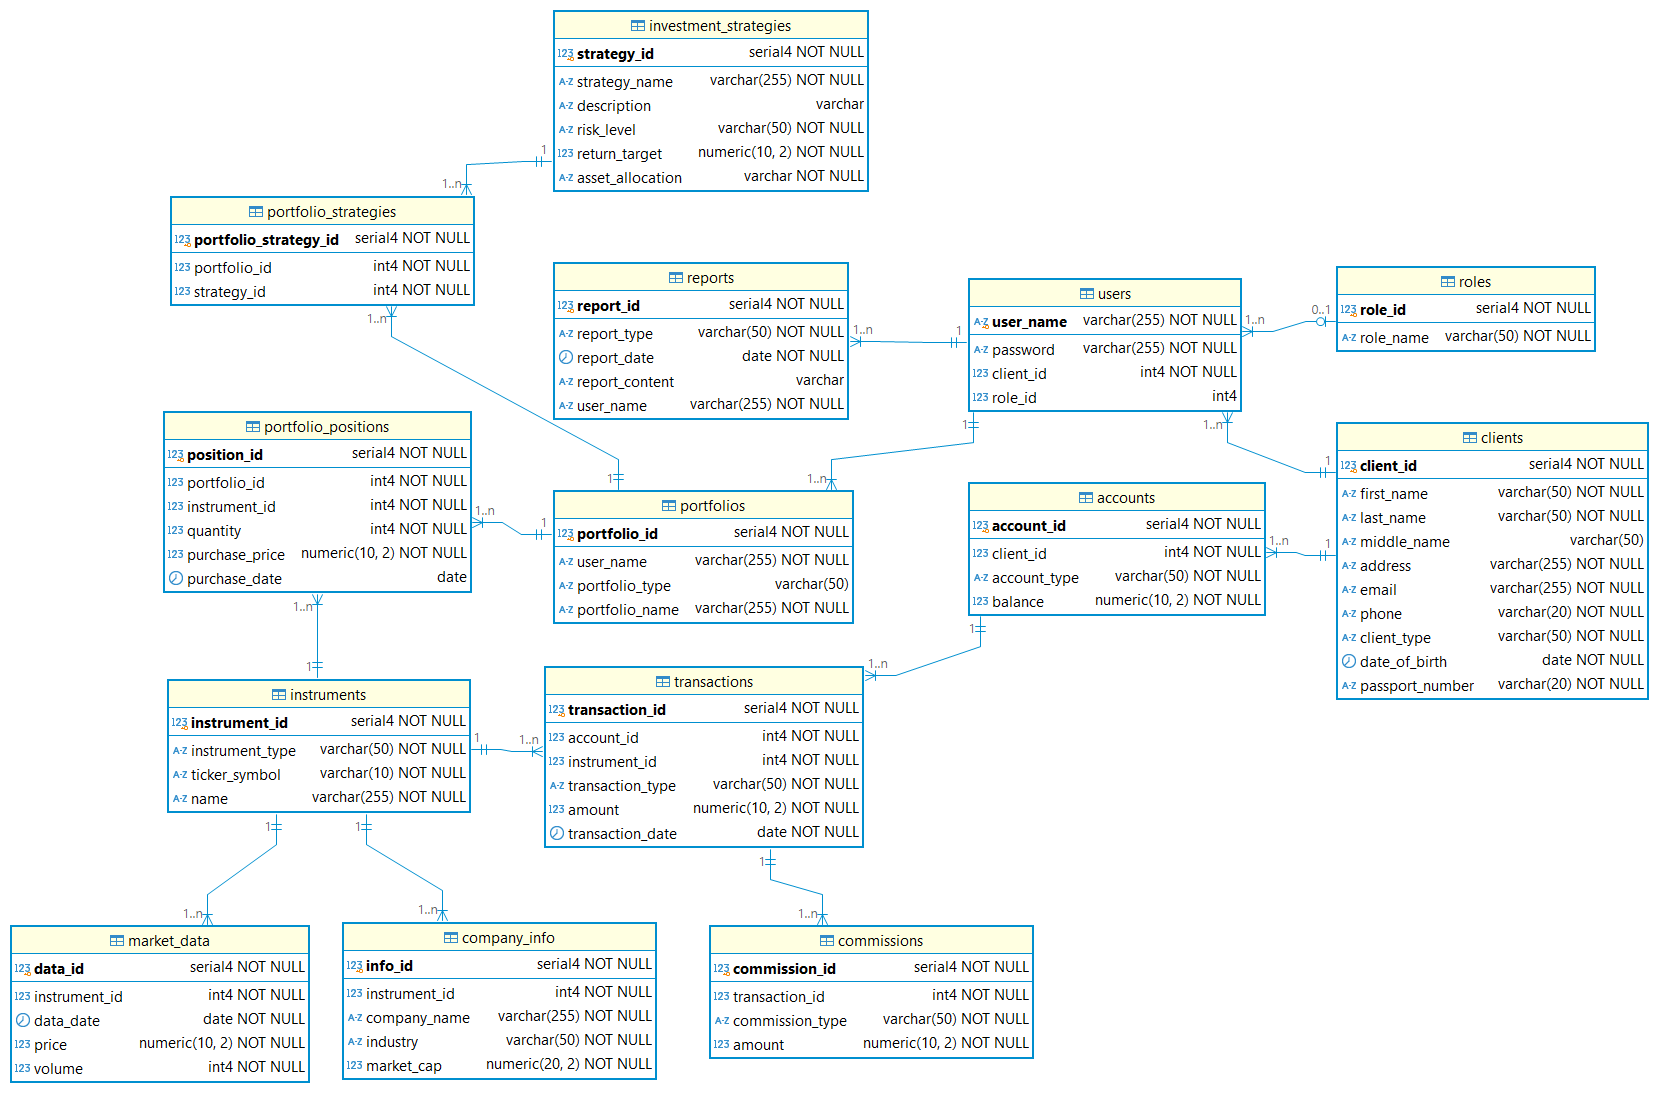 investment_strategies
123 strategy_id serial4 NOT NULL
A-Z strategy_name varchar(255) NOT NULL
A-Z description varchar
A-Z risk_level varchar(50) NOT NULL
123 return_target numeric(10, 2) NOT NULL
A-Z asset_allocation varchar NOT NULL
1
1..n
portfolio_strategies
123 portfolio_strategy_id serial4 NOT NULL
123 portfolio_id int4 NOT NULL
123 strategy_id int4 NOT NULL
1..n
reports
123 report_id serial4 NOT NULL
A-Z report_type varchar(50) NOT NULL
report_date date NOT NULL
A-Z report_content varchar
A-Z user_name varchar(255) NOT NULL
1..n
1
users
A-Z user_name varchar(255) NOT NULL
A-Z password varchar(255) NOT NULL
123 client_id int4 NOT NULL
123 role_id int4
1..n
0..1
roles
123 role_id serial4 NOT NULL
A-Z role_name varchar(50) NOT NULL
1
1..n
1..n
1
clients
123 client_id serial4 NOT NULL
A-Z first_name varchar(50) NOT NULL
A-Z last_name varchar(50) NOT NULL
A-Z middle_name varchar(50)
A-Z address varchar(255) NOT NULL
A-Z email varchar(255) NOT NULL
A-Z phone varchar(20) NOT NULL
A-Z client_type varchar(50) NOT NULL
date_of_birth date NOT NULL
A-Z passport_number varchar(20) NOT NULL
portfolio_positions
123 position_id serial4 NOT NULL
123 portfolio_id int4 NOT NULL
123 instrument_id int4 NOT NULL
123 quantity int4 NOT NULL
123 purchase_price numeric(10, 2) NOT NULL
purchase_date date
1..n
1
1
portfolios
123 portfolio_id serial4 NOT NULL
A-Z user_name varchar(255) NOT NULL
A-Z portfolio_type varchar(50)
A-Z portfolio_name varchar(255) NOT NULL
accounts
123 account_id serial4 NOT NULL
123 client_id int4 NOT NULL
A-Z account_type varchar(50) NOT NULL
123 balance numeric(10, 2) NOT NULL
1..n
1
1
1..n
1..n
1
instruments
123 instrument_id serial4 NOT NULL
A-Z instrument_type varchar(50) NOT NULL
A-Z ticker_symbol varchar(10) NOT NULL
A-Z name varchar(255) NOT NULL
1
1..n
transactions
123 transaction_id serial4 NOT NULL
123 account_id int4 NOT NULL
123 instrument_id int4 NOT NULL
A-Z transaction_type varchar(50) NOT NULL
123 amount numeric(10, 2) NOT NULL
transaction_date date NOT NULL
1
1
1
1..n
1..n
1..n
market_data
123 data_id serial4 NOT NULL
123 instrument_id int4 NOT NULL
data_date date NOT NULL
123 price numeric(10, 2) NOT NULL
123 volume int4 NOT NULL
company_info
123 info_id serial4 NOT NULL
123 instrument_id int4 NOT NULL
A-Z company_name varchar(255) NOT NULL
A-Z industry varchar(50) NOT NULL
123 market_cap numeric(20, 2) NOT NULL
commissions
123 commission_id serial4 NOT NULL
123 transaction_id int4 NOT NULL
A-Z commission_type varchar(50) NOT NULL
123 amount numeric(10, 2) NOT NULL